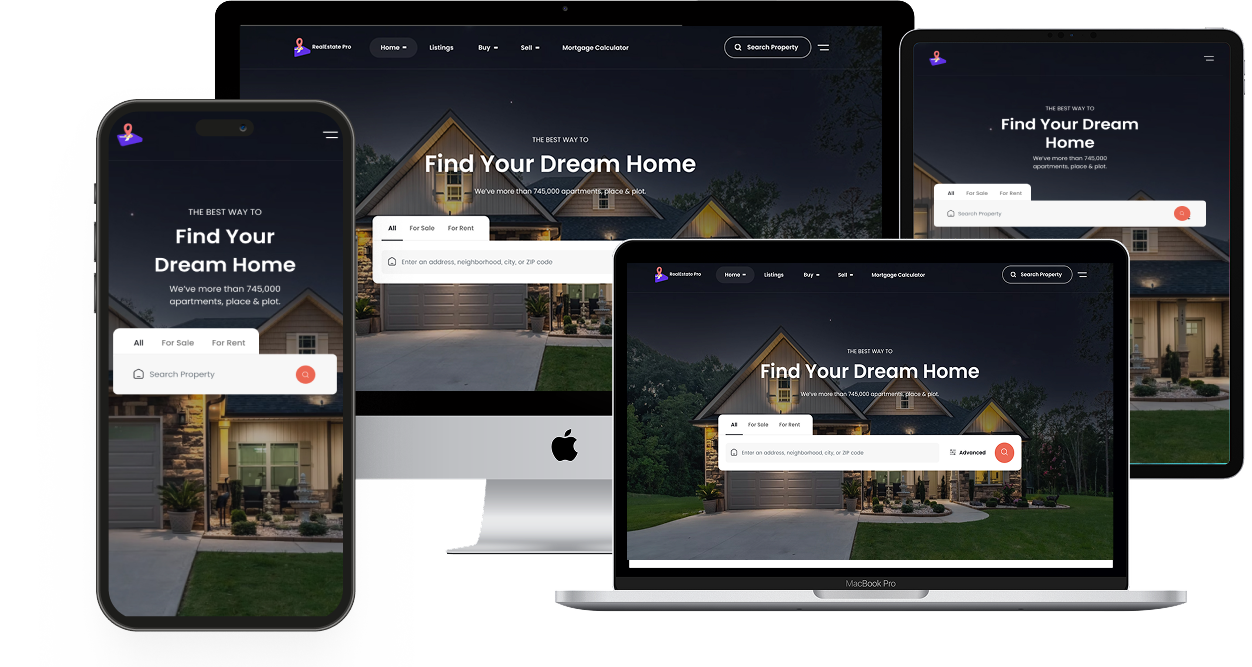 RealEstate Pro
Home
Listings
Buy
Sell
Mortgage Calculator
Search Property
THE BEST WAY TO
Find Your Dream Home
We've more than 745,000 apartments, place & plot.
All For Sale For Rent
Enter an address, neighborhood, city, or ZIP code
THE BEST WAY TO
Find Your Dream
Home
We've more than 745,000
apartments, place & plot.
All For Sale For Rent
Search Property
THE BEST WAY TO
Find Your
Dream Home
We've more than 745,000
apartments, place & plot.
All For Sale For Rent
Search Property
RealEstate Pro
Home
Listings
Buy
Sell
Mortgage Calculator
Search Property
THE BEST WAY TO
Find Your Dream Home
We've more than 745,000 apartments, place & plot.
All For Sale For Rent
Enter an address, neighborhood, city, or ZIP code
Advanced
MacBook Pro